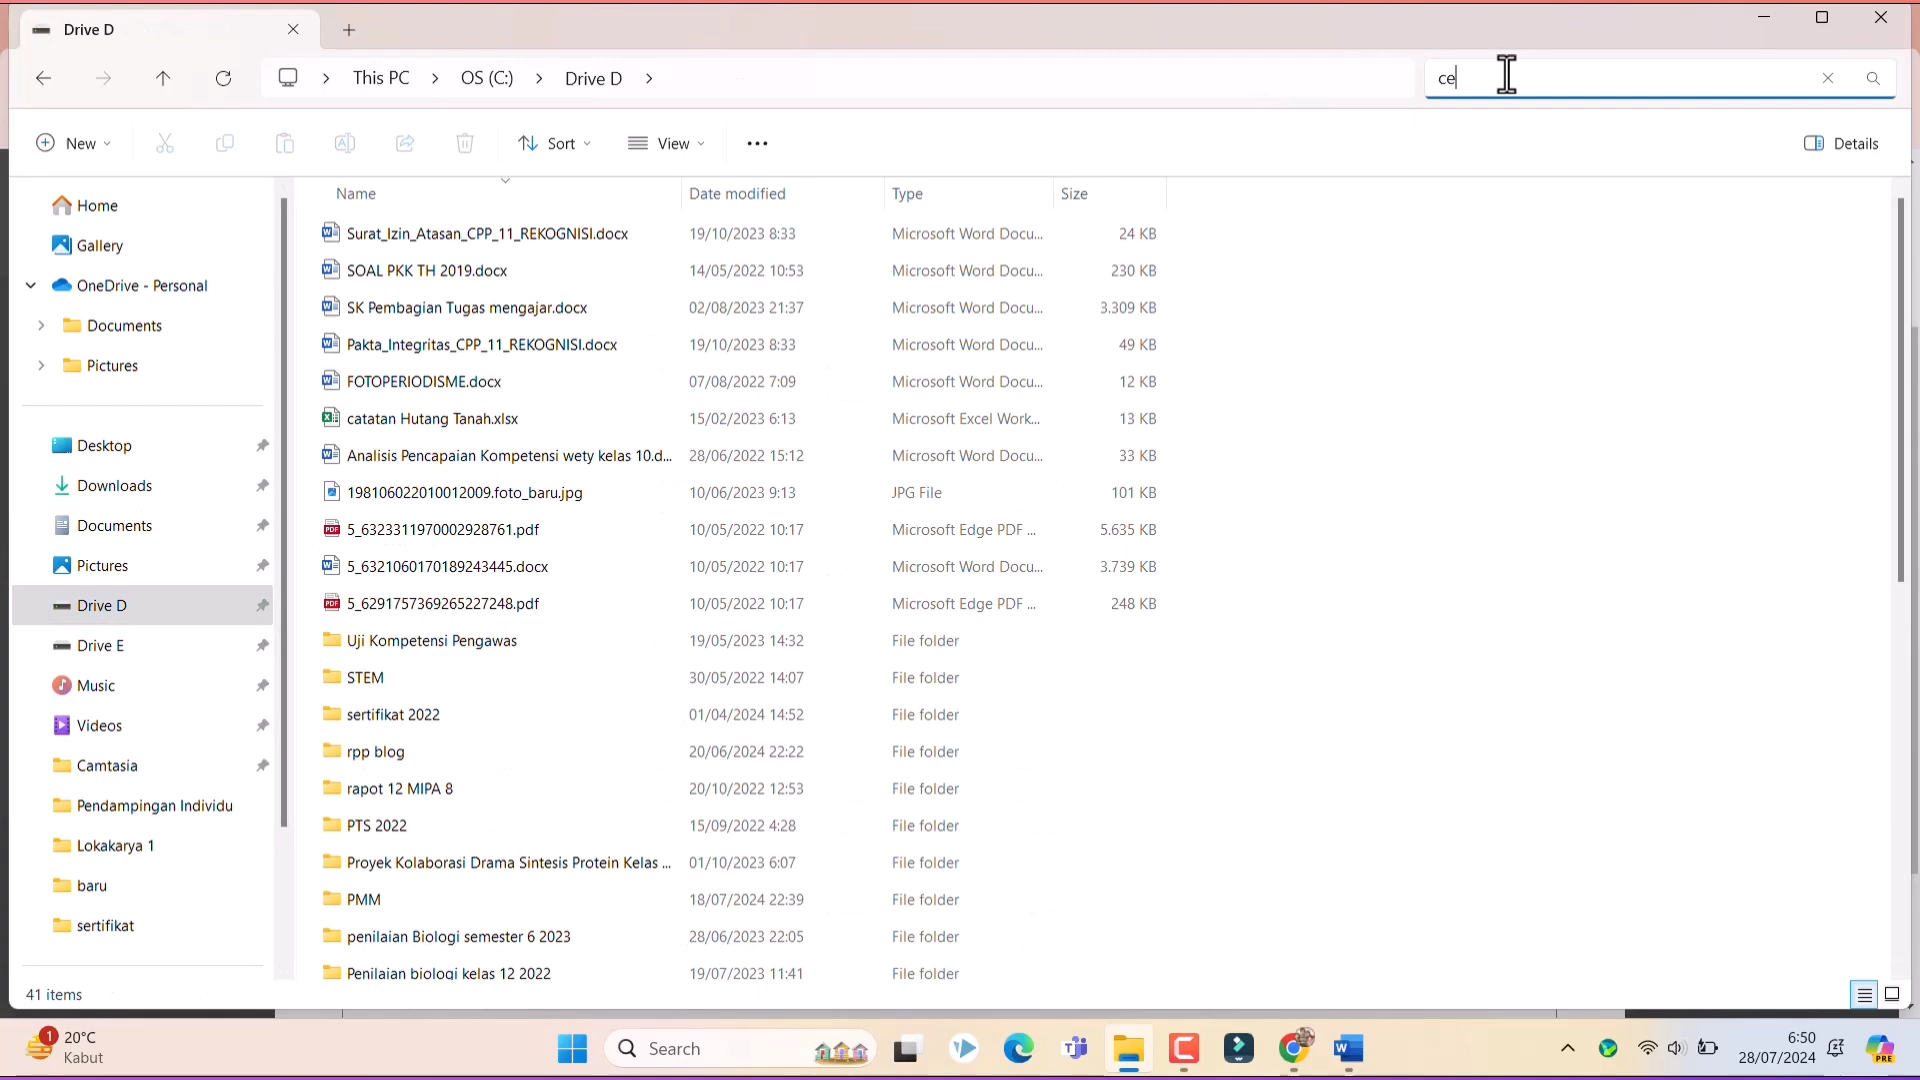 Drive D
This PC > OS (C:) > Drive D >
ce
New
Sort
View
Details
Home
Gallery
OneDrive - Personal
Documents
Pictures
Desktop
Downloads
Documents
Pictures
Drive D
Drive E
Music
Videos
Camtasia
Pendampingan Individu
Lokakarya 1
baru
sertifikat
Name Date modified Type Size
Surat_Izin_Atasan_CPP_11_REKOGNISI.docx 19/10/2023 8:33 Microsoft Word Docu... 24 KB
SOAL PKK TH 2019.docx 14/05/2022 10:53 Microsoft Word Docu... 230 KB
SK Pembagian Tugas mengajar.docx 02/08/2023 21:37 Microsoft Word Docu... 3.309 KB
Pakta_Integritas_CPP_11_REKOGNISI.docx 19/10/2023 8:33 Microsoft Word Docu... 49 KB
FOTOPERIODISME.docx 07/08/2022 7:09 Microsoft Word Docu... 12 KB
catatan Hutang Tanah.xlsx 15/02/2023 6:13 Microsoft Excel Work... 13 KB
Analisis Pencapaian Kompetensi wety kelas 10.d... 28/06/2022 15:12 Microsoft Word Docu... 33 KB
198106022010012009.foto_baru.jpg 10/06/2023 9:13 JPG File 101 KB
5_6323311970002928761.pdf 10/05/2022 10:17 Microsoft Edge PDF ... 5.635 KB
5_6321060170189243445.docx 10/05/2022 10:17 Microsoft Word Docu... 3.739 KB
5_6291757369265227248.pdf 10/05/2022 10:17 Microsoft Edge PDF ... 248 KB
Uji Kompetensi Pengawas 19/05/2023 14:32 File folder
STEM 30/05/2022 14:07 File folder
sertifikat 2022 01/04/2024 14:52 File folder
rpp blog 20/06/2024 22:22 File folder
rapot 12 MIPA 8 20/10/2022 12:53 File folder
PTS 2022 15/09/2022 4:28 File folder
Proyek Kolaborasi Drama Sintesis Protein Kelas ... 01/10/2023 6:07 File folder
PMM 18/07/2024 22:39 File folder
penilaian Biologi semester 6 2023 28/06/2023 22:05 File folder
Penilaian biologi kelas 12 2022 19/07/2023 11:41 File folder
41 items
1 20°C
Kabut
Search
6:50
28/07/2024
PRE